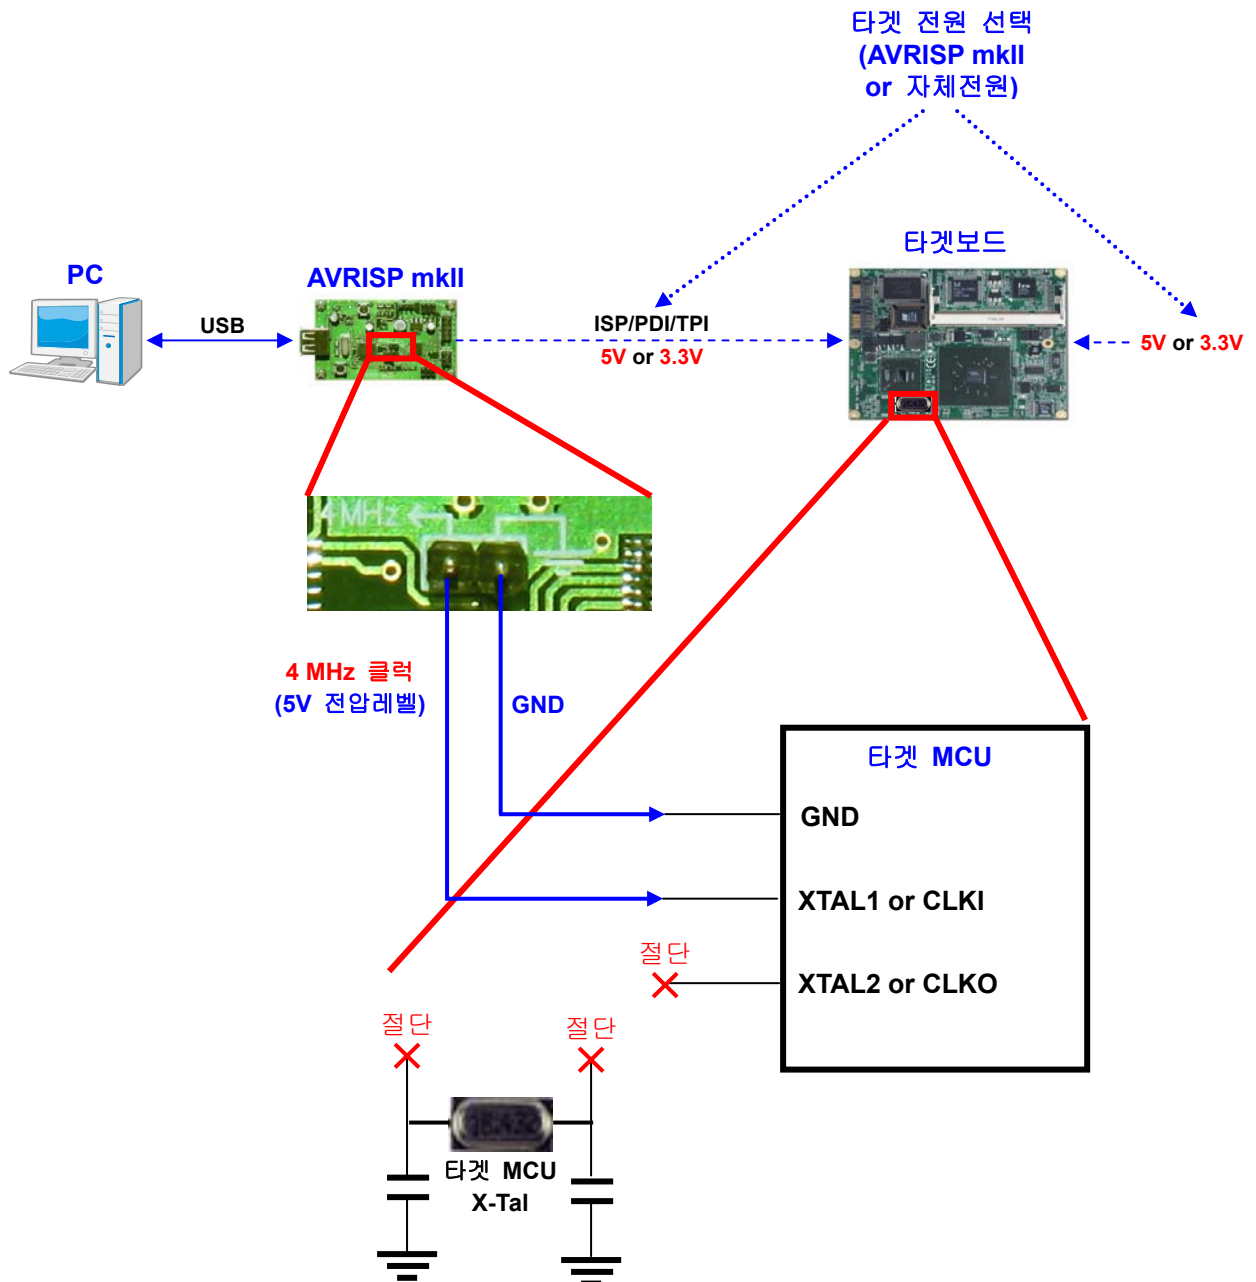 타겟 전원 선택
(AVRISP mkII
or 자체전원)
타겟보드
PC
AVRISP mkII
USB
ISP/PDI/TPI
5V or 3.3V
5V or 3.3V
4 MHz
4 MHz 클럭
(5V 전압레벨)
GND
타겟 MCU
GND
XTAL1 or CLKI
절단
XTAL2 or CLKO
절단
절단
타겟 MCU
X-Tal